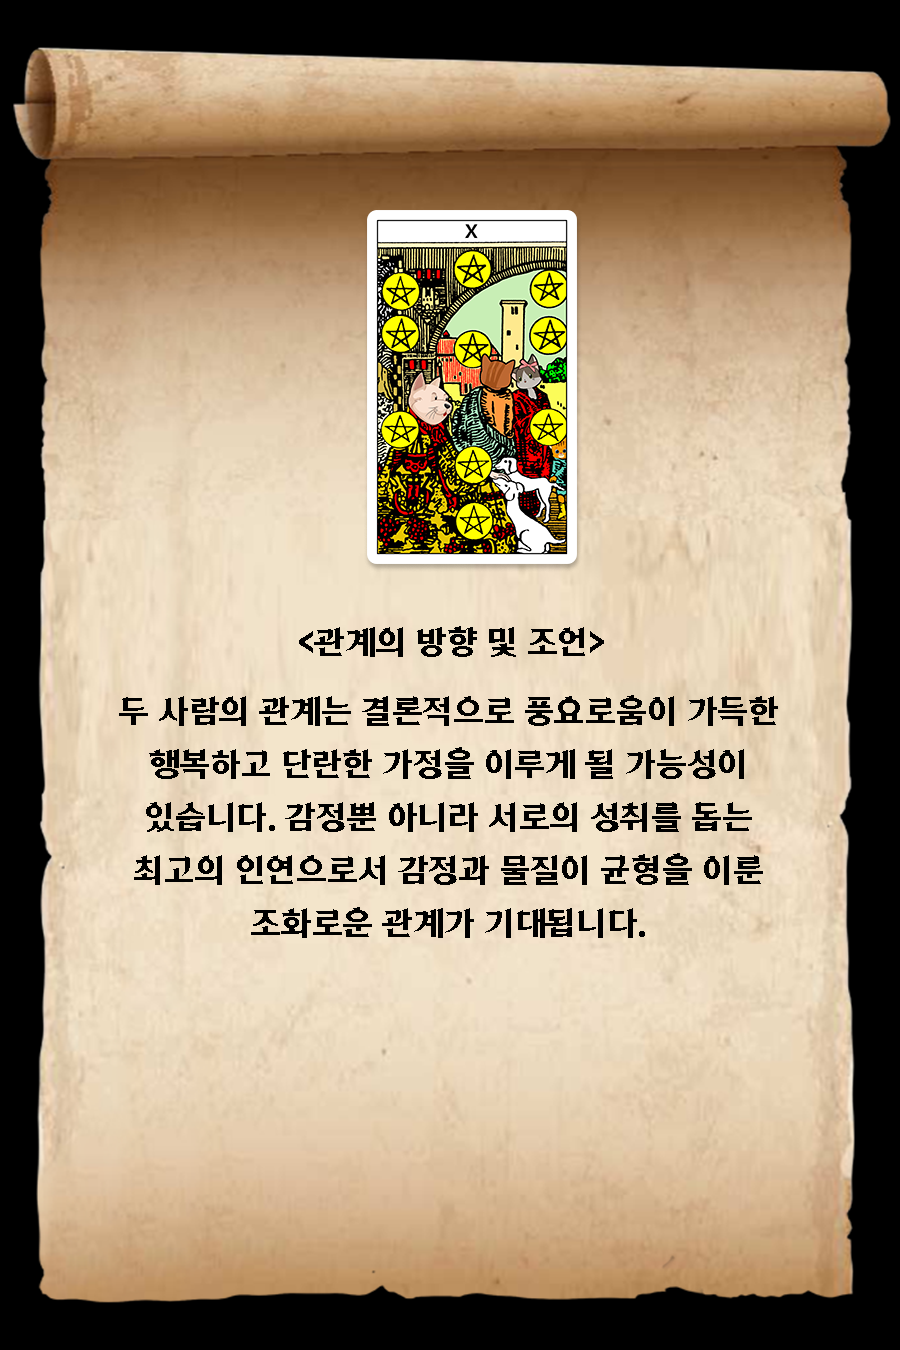 X
<관계의 방향 및 조언>
두 사람의 관계는 결론적으로 풍요로움이 가득한
행복하고 단란한 가정을 이루게 될 가능성이
있습니다. 감정뿐 아니라 서로의 성취를 돕는
최고의 인연으로서 감정과 물질이 균형을 이룬
조화로운 관계가 기대됩니다.